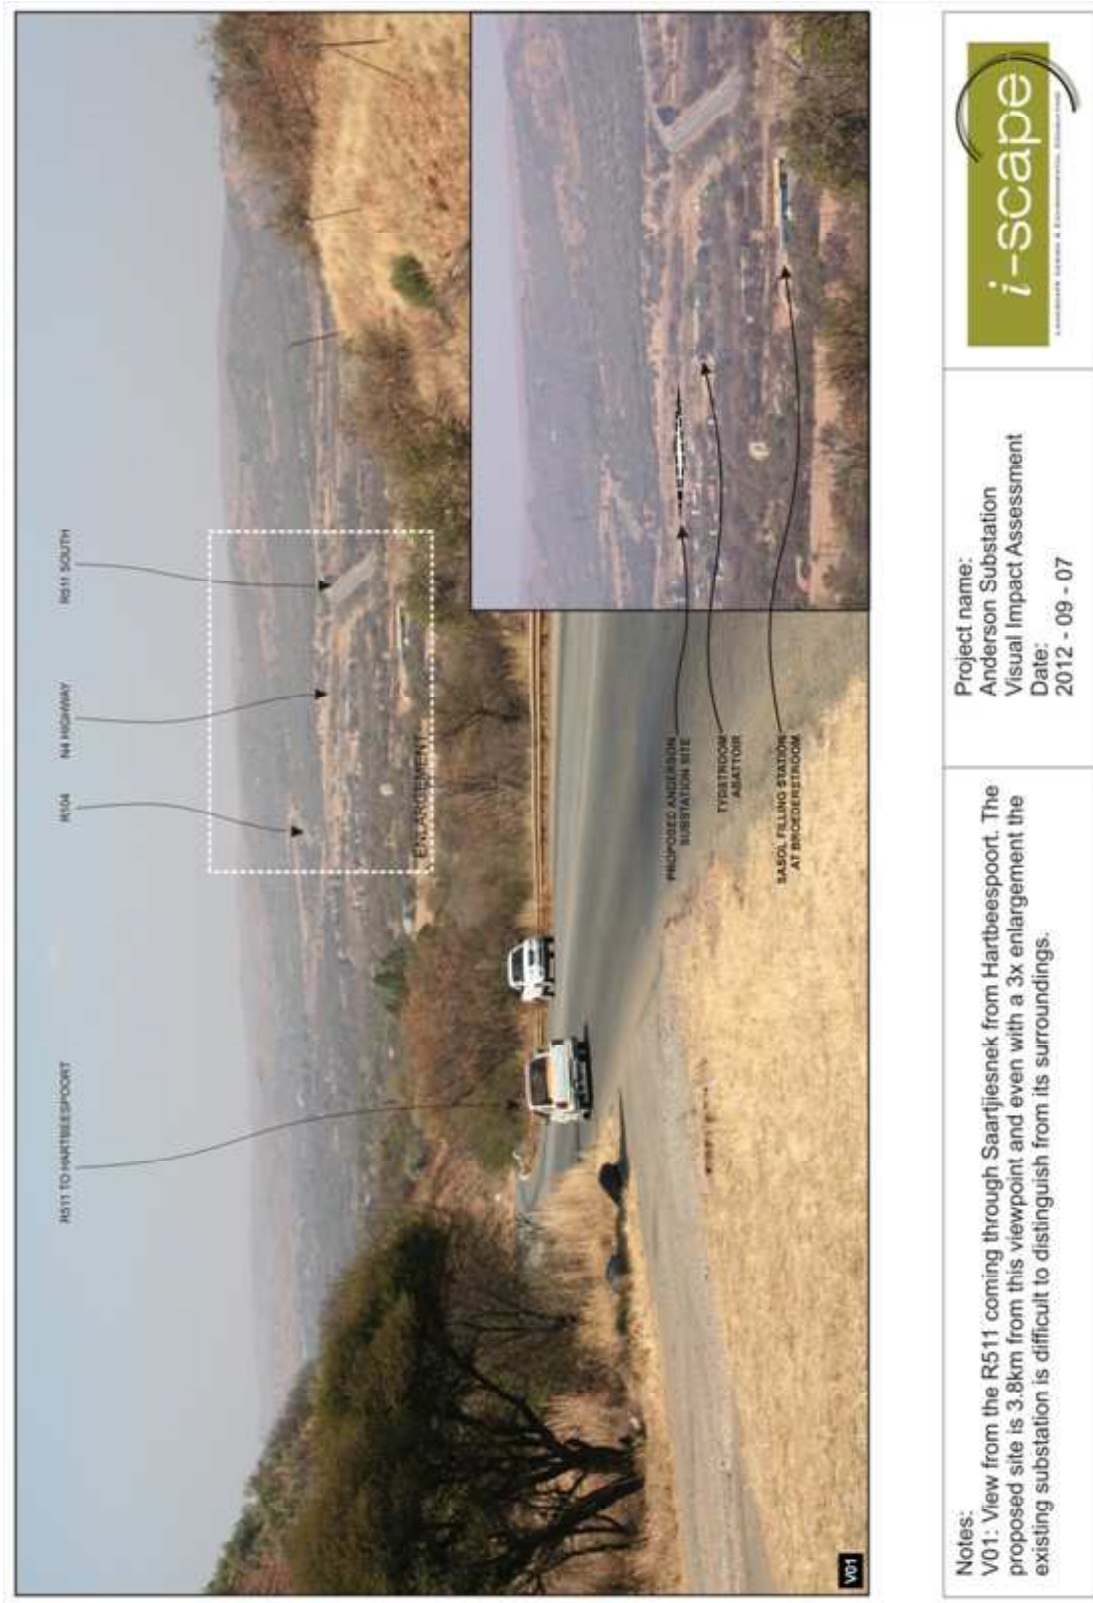 R511 TO HARTBEESPOORT
R104
N4 HIGHWAY
R511 SOUTH
ENLARGEMENT
PROPOSED ANDERSON
SUBSTATION SITE
TYDSTROOM
ABATTOIR
SASOL FILLING STATION
AT BROEDERSTROOM
V01
Notes:
V01: View from the R511 coming through Saartjiesnek from Hartbeespoort. The
proposed site is 3.8km from this viewpoint and even with a 3x enlargement the
existing substation is difficult to distinguish from its surroundings.
Project name:
Anderson Substation
Visual Impact Assessment
Date:
2012 - 09 - 07
i-scape